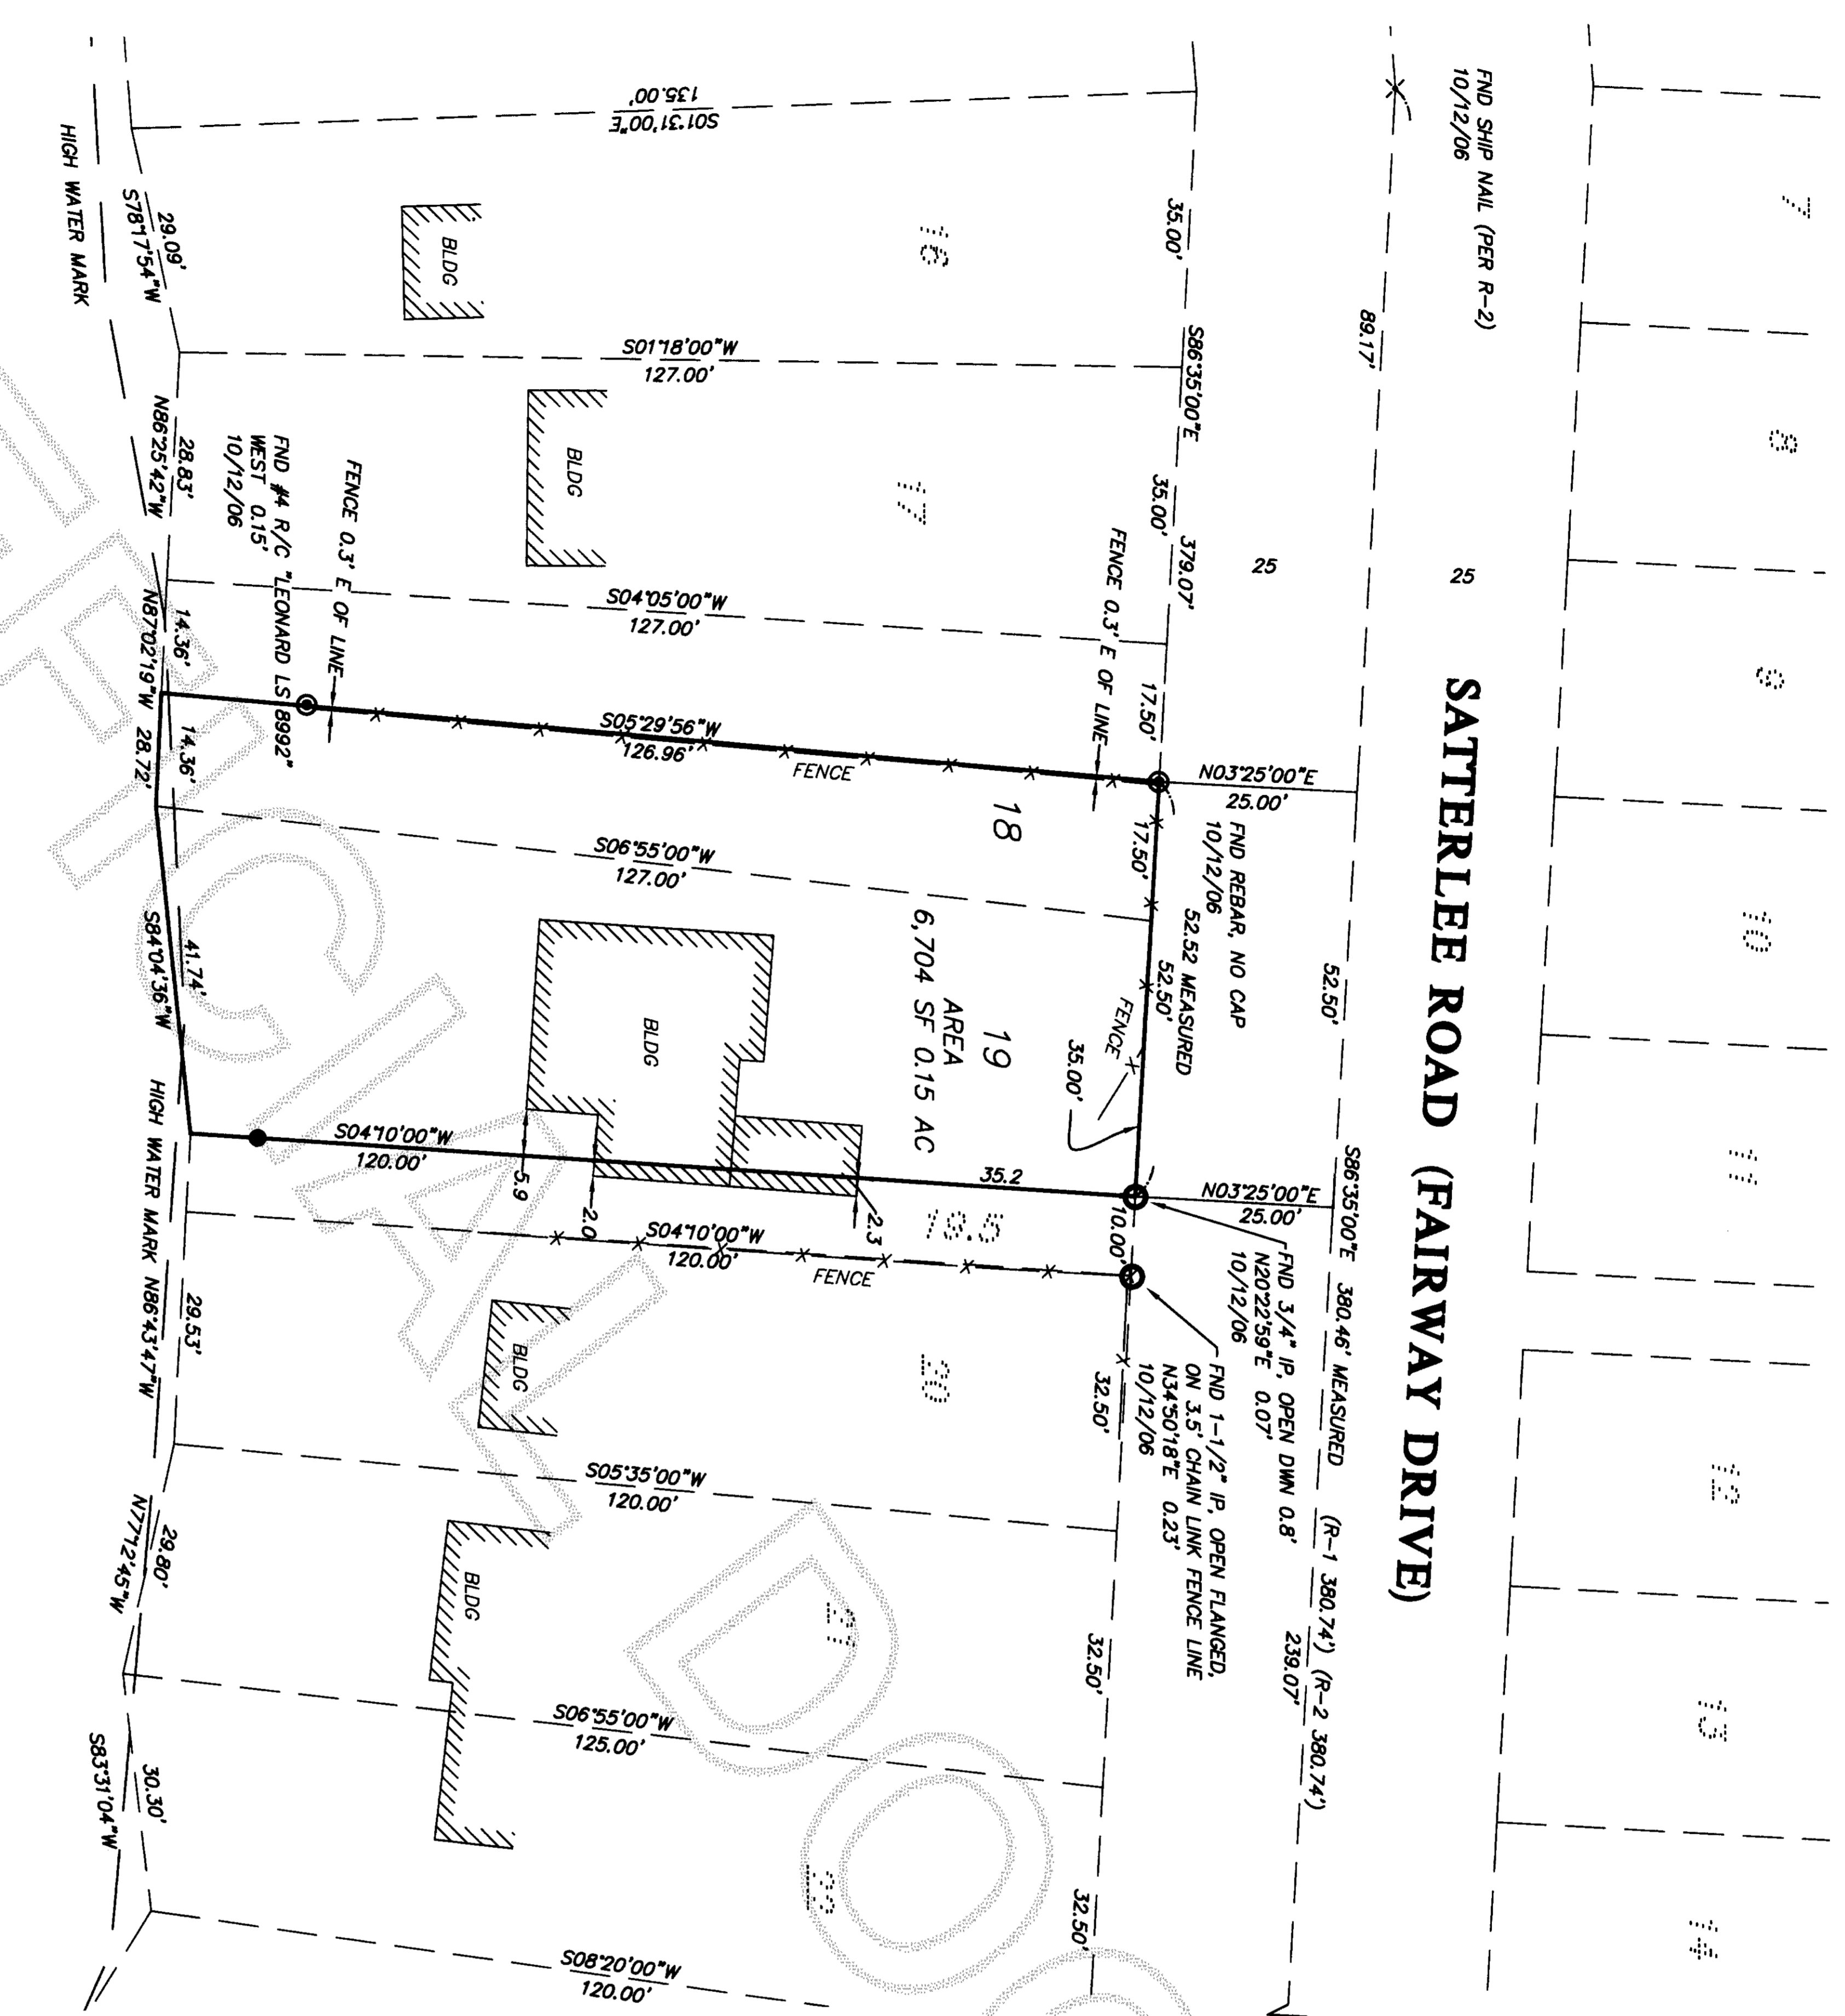 SATTERLEE ROAD (FAIRWAY DRIVE)
FND SHIP NAIL (PER R-2)
10/12/06
7
8
9
10
11
12
13
14
89.17'
52.50'
S86°35'00"E 380.46' MEASURED (R-1 380.74') (R-2 380.74')
239.07'
25
25
35.00'
S86°35'00"E
35.00'
379.07'
17.50'
N03°25'00"E
25.00'
FND REBAR, NO CAP
10/12/06
17.50'
52.52 MEASURED
52.50'
FENCE
35.00'
N03°25'00"E
25.00'
FND 3/4" IP, OPEN DWN 0.8'
N20°22'59"E 0.07'
10/12/06
10.00'
FND 1-1/2" IP, OPEN FLANGED,
ON 3.5' CHAIN LINK FENCE LINE
N34°50'18"E 0.23'
10/12/06
32.50'
32.50'
32.50'
S01°31'00"E
135.00'
16
BLDG
S01°18'00"W
127.00'
17
BLDG
S04°05'00"W
127.00'
FENCE 0.3' E OF LINE
FENCE 0.3' E OF LINE
FND #4 R/C "LEONARD LS 8992"
WEST 0.15'
10/12/06
S05°29'56"W
126.96'
FENCE
18
S06°55'00"W
127.00'
19
AREA
6,704 SF 0.15 AC
BLDG
S04°10'00"W
120.00'
35.2
5.9
2.0
2.3
19.5
S04°10'00"W
120.00'
FENCE
20
BLDG
S05°35'00"W
120.00'
21
BLDG
S06°55'00"W
125.00'
S08°20'00"W
120.00'
29.09'
S78°17'54"W
HIGH WATER MARK
28.83'
N86°25'42"W
14.36'
14.36'
N87°02'19"W 28.72'
41.74'
S84°04'36"W
HIGH WATER MARK N86°43'47"W
29.53'
29.80'
N77°12'45"W
30.30'
S83°31'04"W